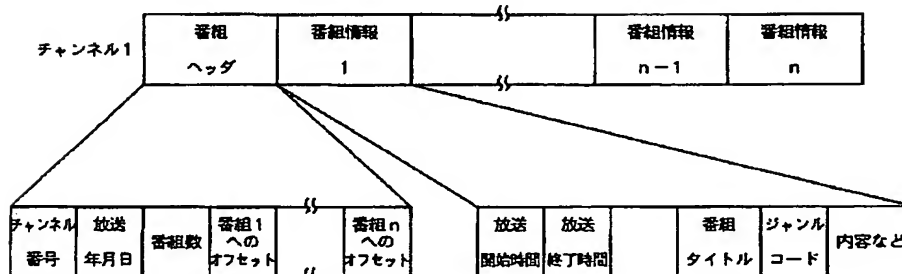 チャンネル1
番組
ヘッダ
番組情報
1
番組情報
n−1
番組情報
n
チャンネル
番号
放送
年月日
番組数
番組1
への
オフセット
番組n
への
オフセット
放送
開始時間
放送
終了時間
番組
タイトル
ジャンル
コード
内容など